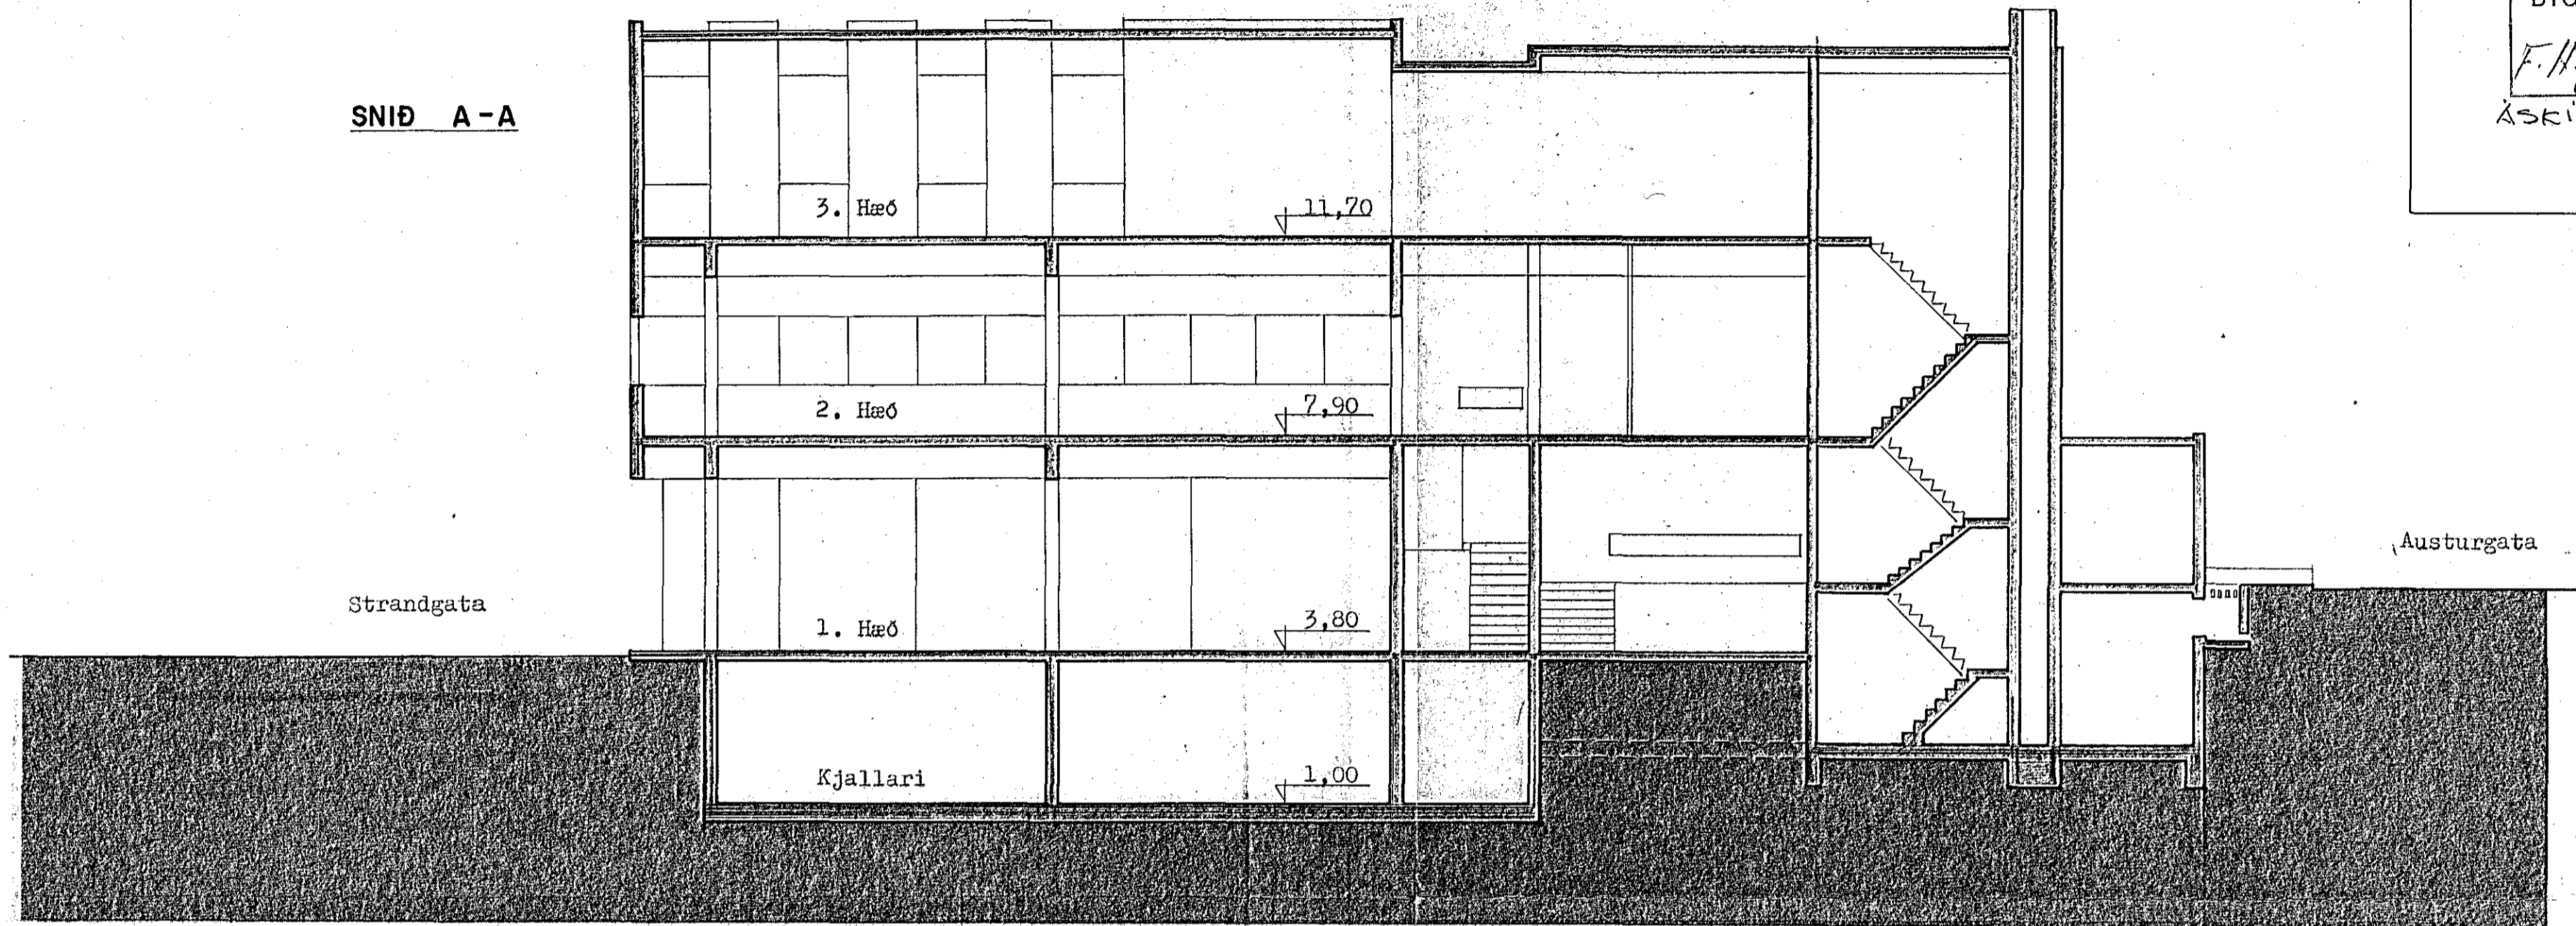 SNIÐ A-A
3. Hæð
11,70
2. Hæð
7,90
Austurgata
Strandgata
1. Hæð
3,80
Kjallari
1,00